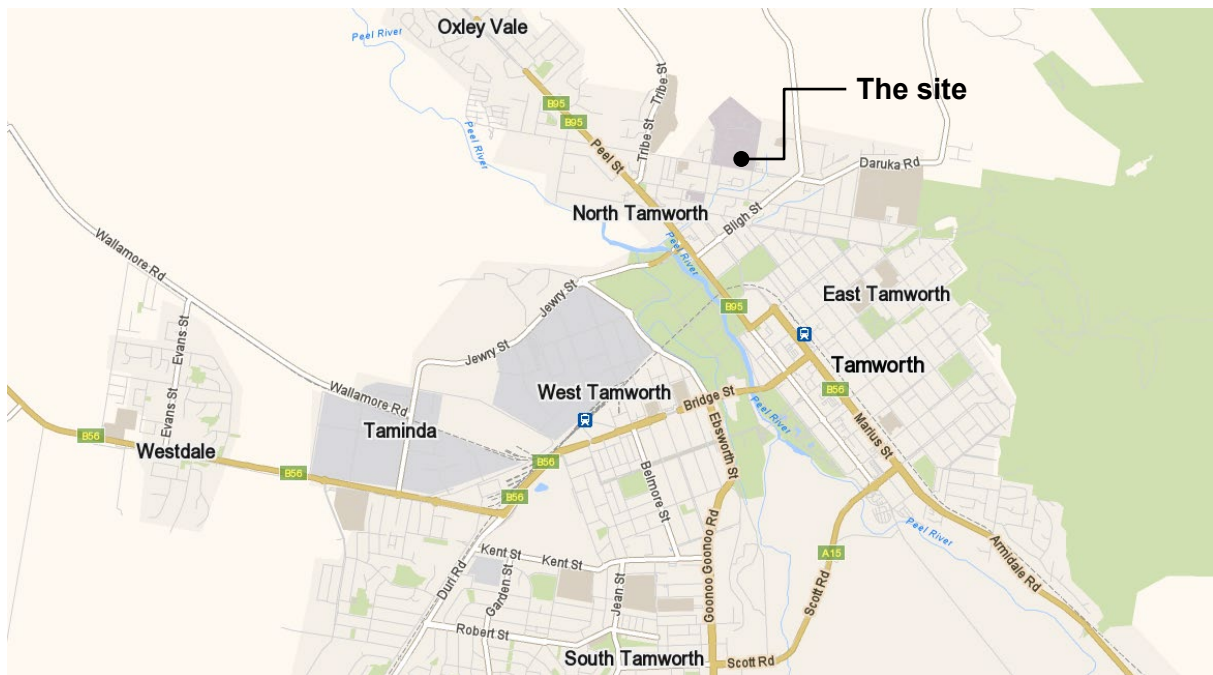 Oxley Vale
Peel River
The site
B95
B95
Tribe St
Tribe St
Peel St
Peel River
Daruka Rd
North Tamworth
Bligh St
Peel River
Wallamore Rd
Jewry St
East Tamworth
B95
Evans St
Jewry St
Tamworth
Wallamore Rd
West Tamworth
Bridge St
B56
Evans St
Taminda
Peel River
Ebsworth St
Marius St
B56
Westdale
B56
B56
Belmore St
B56
Peel River
Goonoo Goonoo Rd
A15
Armidale Rd
Kent St
Kent St
Duri Rd
Garden St
Jean St
Scott Rd
Robert St
South Tamworth
Scott Rd